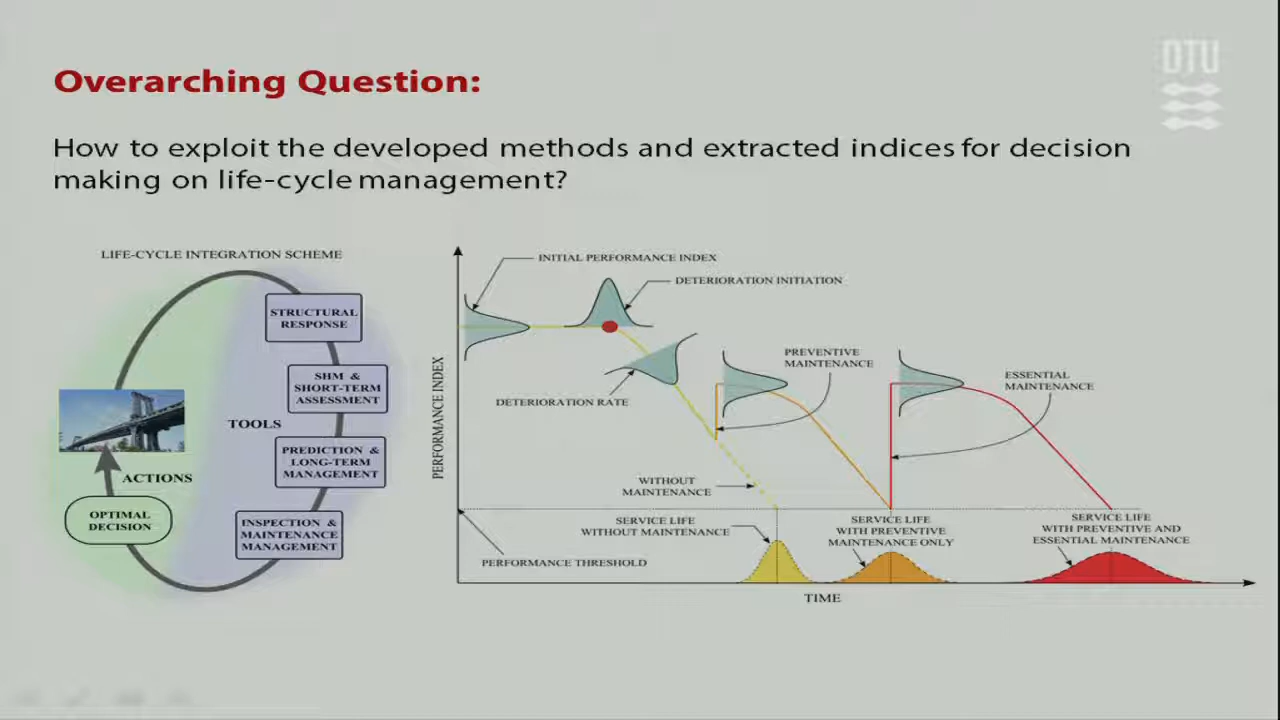 DTU
Overarching Question:
How to exploit the developed methods and extracted indices for decision
making on life-cycle management?
LIFE-CYCLE INTEGRATION SCHEME
STRUCTURAL
RESPONSE
SHM &
SHORT-TERM
ASSESSMENT
TOOLS
PREDICTION &
LONG-TERM
MANAGEMENT
ACTIONS
OPTIMAL
DECISION
INSPECTION &
MAINTENANCE
MANAGEMENT
INITIAL PERFORMANCE INDEX
DETERIORATION INITIATION
PREVENTIVE
MAINTENANCE
ESSENTIAL
MAINTENANCE
DETERIORATION RATE
PERFORMANCE INDEX
WITHOUT
MAINTENANCE
SERVICE LIFE
WITHOUT MAINTENANCE
SERVICE LIFE
WITH PREVENTIVE
MAINTENANCE ONLY
SERVICE LIFE
WITH PREVENTIVE AND
ESSENTIAL MAINTENANCE
PERFORMANCE THRESHOLD
TIME